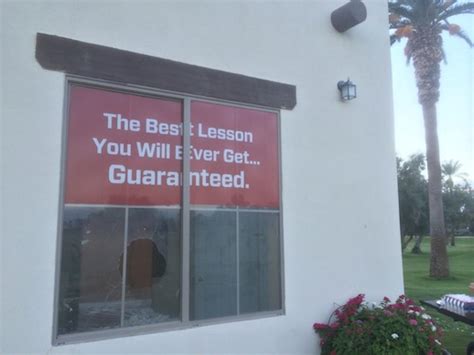 The Best Lesson
You Will Ever Get...
Guaranteed.